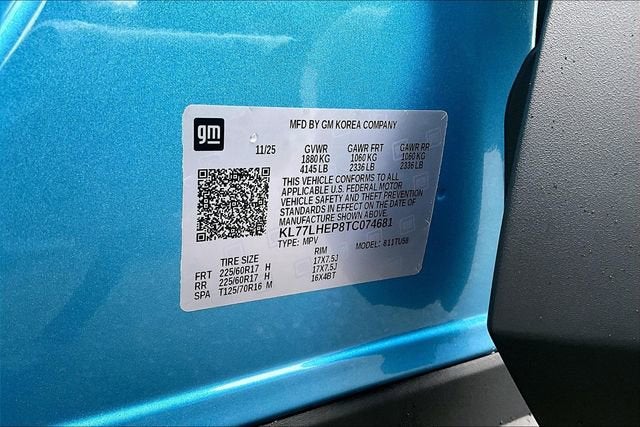 gm
MFD BY GM KOREA COMPANY
11/25 GVWR GAWR FRT GAWR RR
1880 KG 1060 KG 1060 KG
4145 LB 2336 LB 2336 LB
THIS VEHICLE CONFORMS TO ALL
APPLICABLE U.S. FEDERAL MOTOR
VEHICLE SAFETY AND THEFT PREVENTION
STANDARDS IN EFFECT ON THE DATE OF
MANUFACTURE SHOWN ABOVE.
KL77LHEP8TC074681
TYPE: MPV MODEL: 811TU58
TIRE SIZE RIM
FRT 225/60R17 H 17X7.5J
RR 225/60R17 H 17X7.5J
SPA T125/70R16 M 16X4BT